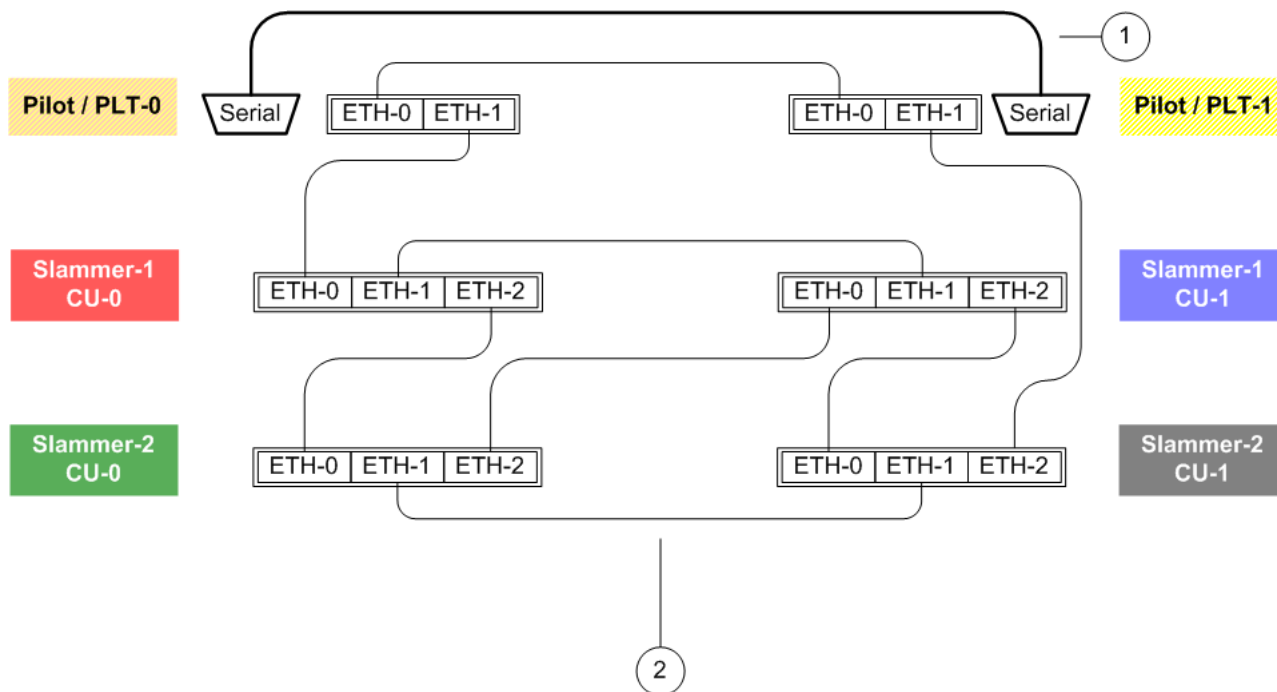 1
Pilot / PLT-0
Serial
ETH-0 ETH-1
ETH-0 ETH-1
Serial
Pilot / PLT-1
Slammer-1
CU-0
ETH-0 ETH-1 ETH-2
ETH-0 ETH-1 ETH-2
Slammer-1
CU-1
Slammer-2
CU-0
ETH-0 ETH-1 ETH-2
ETH-0 ETH-1 ETH-2
Slammer-2
CU-1
2